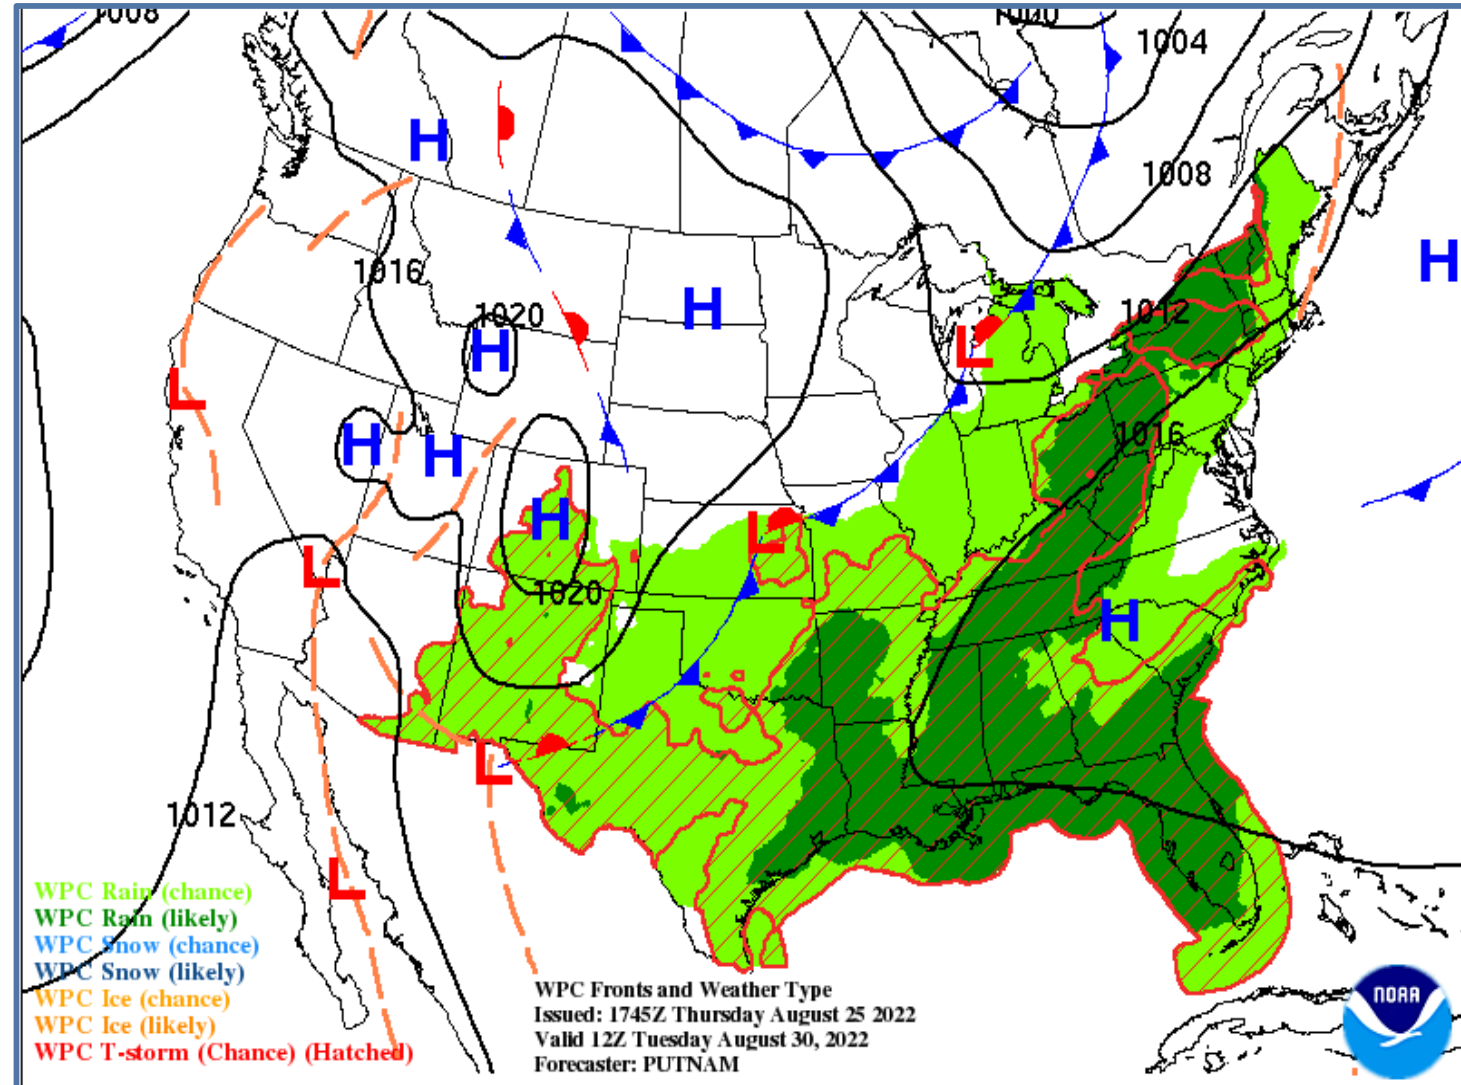 1008
1000
1004
1008
H
H
1016
H
1020
1012
H
H
L
L
1016
H
H
H
L
L
1020
H
L
1012
L
WPC Rain (chance)
WPC Rain (likely)
WPC Snow (chance)
WPC Snow (likely)
WPC Ice (chance)
WPC Ice (likely)
WPC T-storm (Chance) (Hatched)
WPC Fronts and Weather Type
Issued: 1745Z Thursday August 25 2022
Valid 12Z Tuesday August 30, 2022
Forecaster: PUTNAM
L
NOAA